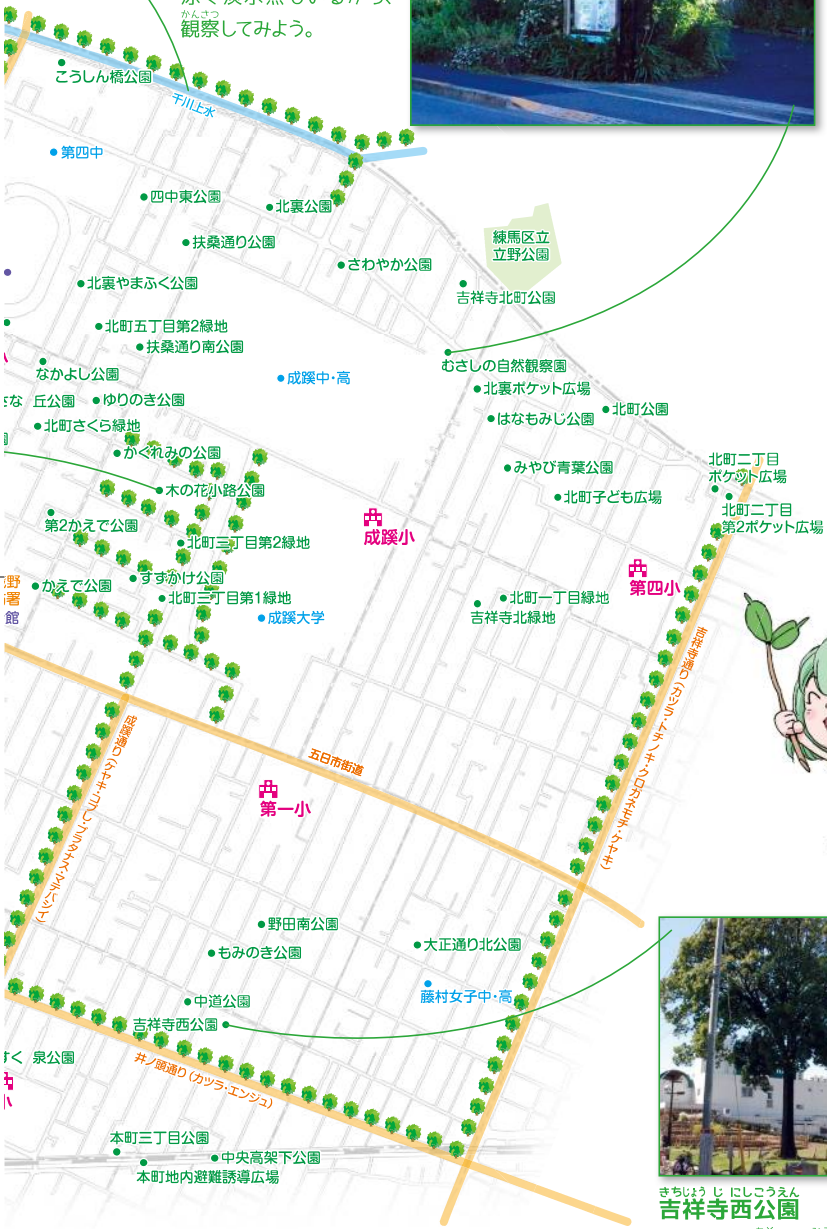 観察してみよう。
かんさつ
こうしん橋公園
千川上水
第四中
四中東公園
北裏公園
扶桑通り公園
練馬区立
立野公園
さわやか公園
北裏やまぶく公園
吉祥寺北町公園
北町五丁目第2緑地
扶桑通り南公園
むさしの自然観察園
なかよし公園
成蹊中・高
北裏ポケット広場
丘公園
ゆりのき公園
はなもみじ公園
北町公園
北町さくら緑地
かくれみの公園
みやび青葉公園
北町二丁目
ポケット広場
木の花小路公園
北町子ども広場
北町二丁目
第2ポケット広場
第2かえで公園
成蹊小
北町三丁目第2緑地
すずかけ公園
第四小
かえで公園
北町三丁目第1緑地
北町一丁目緑地
野
署
館
成蹊大学
吉祥寺北緑地
吉祥寺通り(カツラ・トチノキ・クロガネモチ・ケヤキ)
成蹊通り(ケヤキ・コブシ・プラタナス・マテバシイ)
五日市街道
第一小
野田南公園
もみのき公園
大正通り北公園
藤村女子中・高
中道公園
吉祥寺西公園
すく 泉公園
井ノ頭通り(カツラ・エンジュ)
本町三丁目公園
中央高架下公園
本町地内避難誘導広場
きちじょうじにしこうえん
吉祥寺西公園